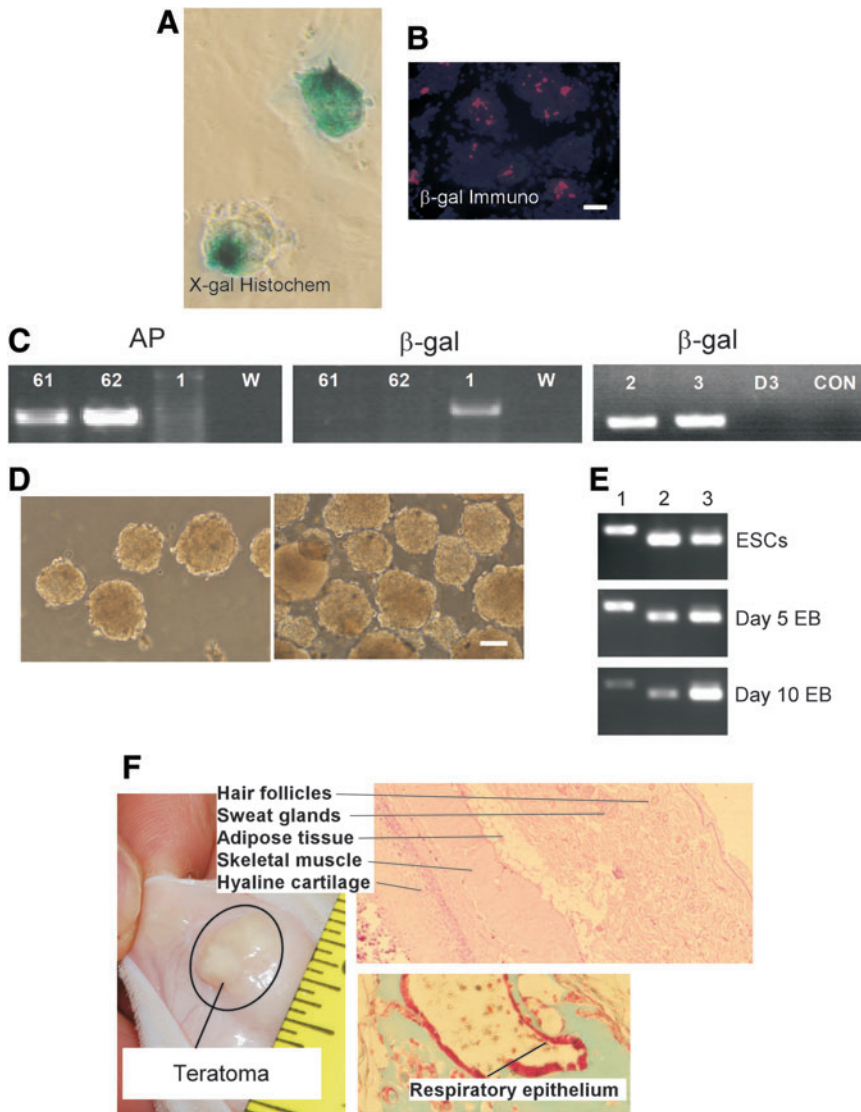 A
X-gal Histochem
B
β-gal Immuno
C
AP
61 62 1 W
β-gal
61 62 1 W
β-gal
2 3 D3 CON
D
E
1 2 3
ESCs
Day 5 EB
Day 10 EB
F
Hair follicles
Sweat glands
Adipose tissue
Skeletal muscle
Hyaline cartilage
Teratoma
Respiratory epithelium